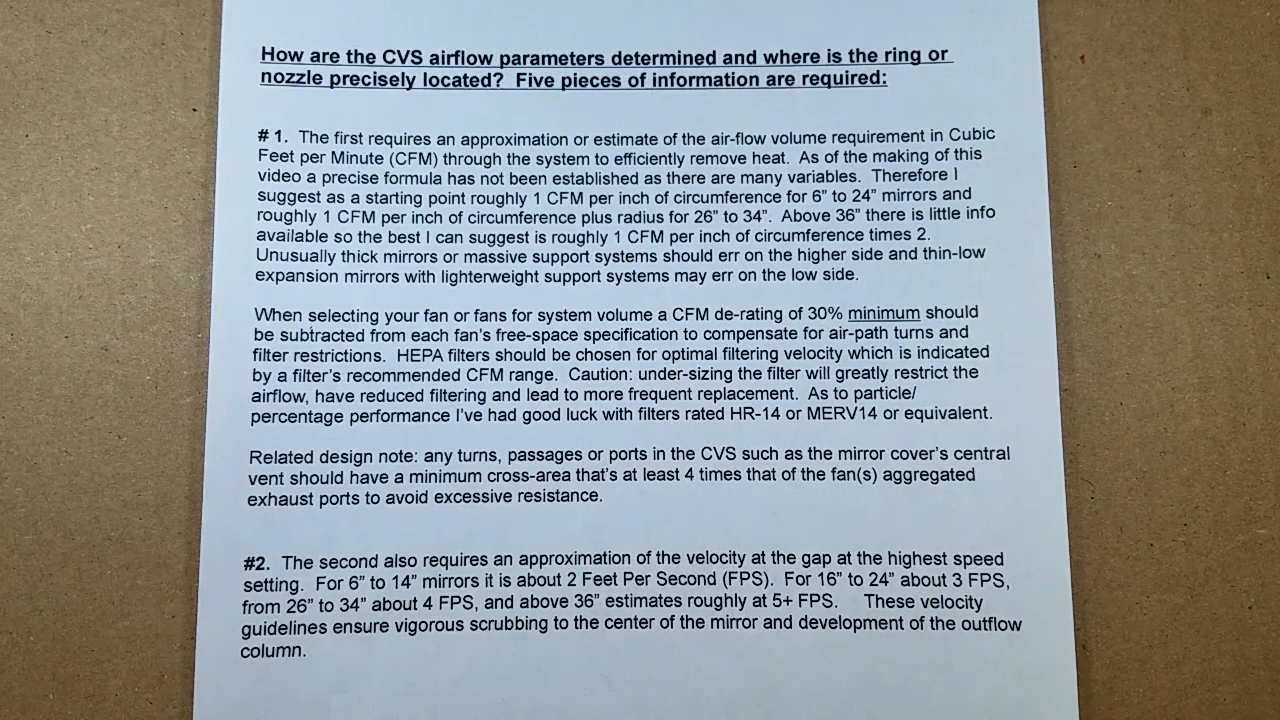 How are the CVS airflow parameters determined and where is the ring or
nozzle precisely located? Five pieces of information are required:
# 1. The first requires an approximation or estimate of the air-flow volume requirement in Cubic
Feet per Minute (CFM) through the system to efficiently remove heat. As of the making of this
video a precise formula has not been established as there are many variables. Therefore I
suggest as a starting point roughly 1 CFM per inch of circumference for 6” to 24” mirrors and
roughly 1 CFM per inch of circumference plus radius for 26” to 34”. Above 36” there is little info
available so the best I can suggest is roughly 1 CFM per inch of circumference times 2.
Unusually thick mirrors or massive support systems should err on the higher side and thin-low
expansion mirrors with lighterweight support systems may err on the low side.
When selecting your fan or fans for system volume a CFM de-rating of 30% minimum should
be subtracted from each fan’s free-space specification to compensate for air-path turns and
filter restrictions. HEPA filters should be chosen for optimal filtering velocity which is indicated
by a filter’s recommended CFM range. Caution: under-sizing the filter will greatly restrict the
airflow, have reduced filtering and lead to more frequent replacement. As to particle/
percentage performance I’ve had good luck with filters rated HR-14 or MERV14 or equivalent.
Related design note: any turns, passages or ports in the CVS such as the mirror cover’s central
vent should have a minimum cross-area that’s at least 4 times that of the fan(s) aggregated
exhaust ports to avoid excessive resistance.
#2. The second also requires an approximation of the velocity at the gap at the highest speed
setting. For 6” to 14” mirrors it is about 2 Feet Per Second (FPS). For 16” to 24” about 3 FPS,
from 26” to 34” about 4 FPS, and above 36” estimates roughly at 5+ FPS. These velocity
guidelines ensure vigorous scrubbing to the center of the mirror and development of the outflow
column.